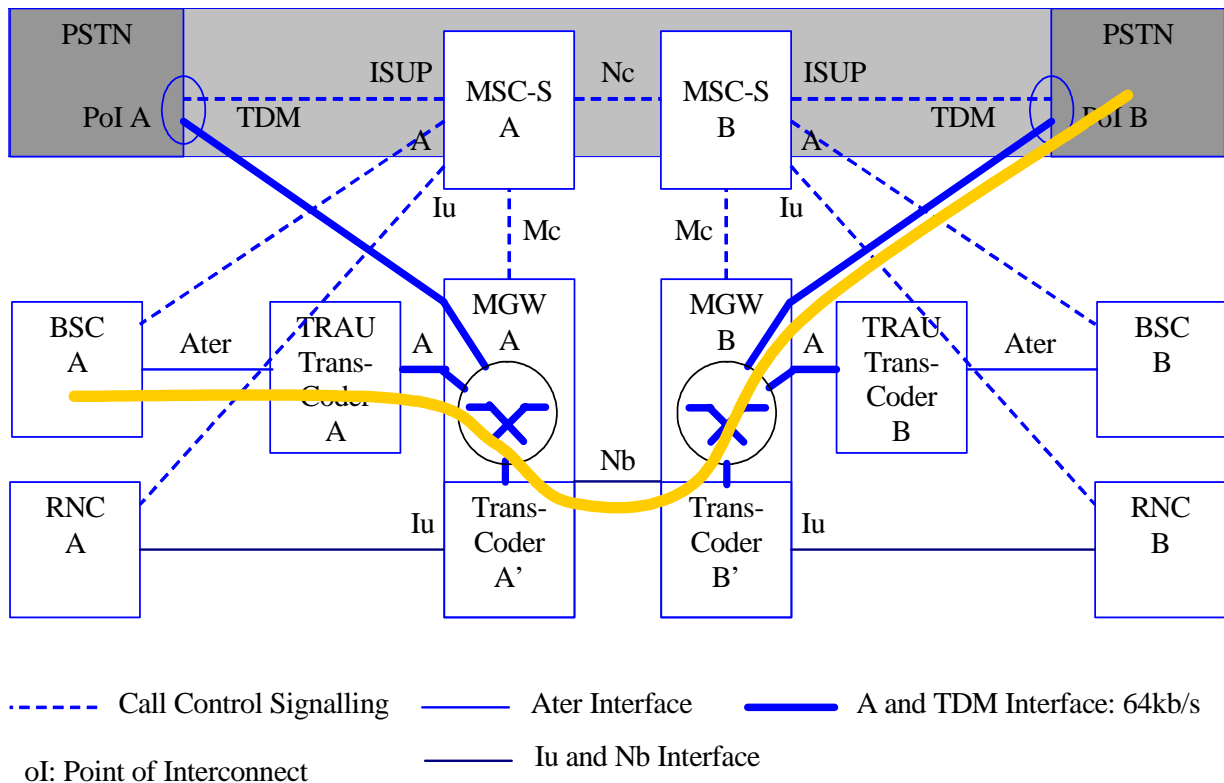 PSTN
PSTN
ISUP
Nc
ISUP
MSC-S
A
MSC-S
B
PoI A
TDM
TDM
PoI B
A
A
Iu
Iu
Mc
Mc
MGW
A
MGW
B
BSC
A
Ater
TRAU
Trans-
Coder
A
A
A
TRAU
Trans-
Coder
B
Ater
BSC
B
Nb
RNC
A
Iu
Trans-
Coder
A’
Trans-
Coder
B’
Iu
RNC
B
Call Control Signalling
Ater Interface
A and TDM Interface: 64kb/s
oI: Point of Interconnect
Iu and Nb Interface